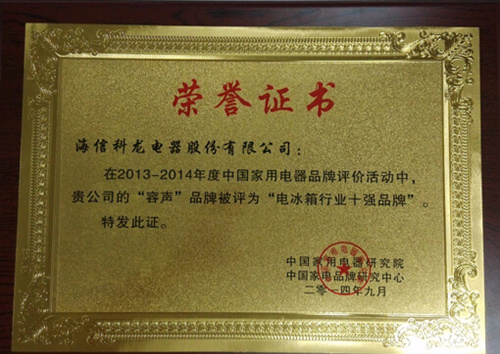 荣誉证书
海信科龙电器股份有限公司：
在2013-2014年度中国家用电器品牌评价活动中，
贵公司的“容声”品牌被评为“电冰箱行业十强品牌”。
特发此证。
中国家用电器研究院
中国家电品牌研究中心
二零一四年九月